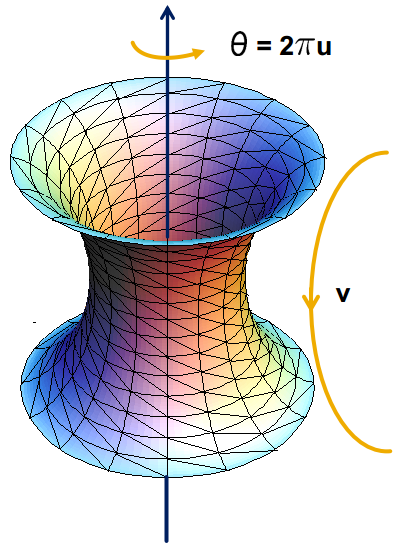 θ = 2πu
v